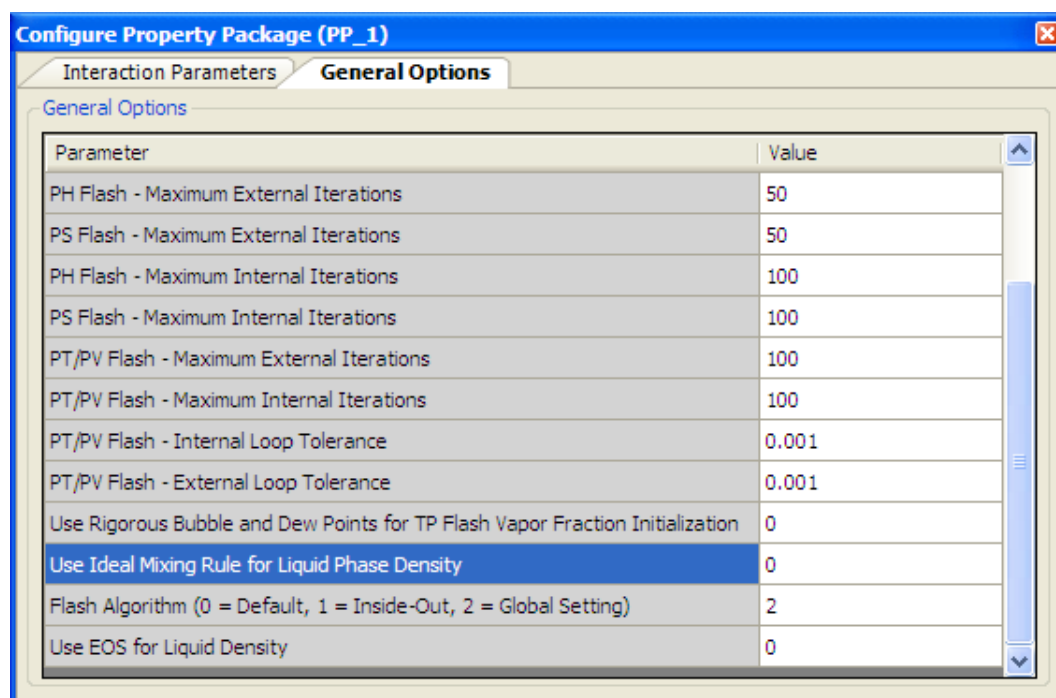 Configure Property Package (PP_1)
Interaction Parameters General Options
General Options
Parameter Value
PH Flash - Maximum External Iterations 50
PS Flash - Maximum External Iterations 50
PH Flash - Maximum Internal Iterations 100
PS Flash - Maximum Internal Iterations 100
PT/PV Flash - Maximum External Iterations 100
PT/PV Flash - Maximum Internal Iterations 100
PT/PV Flash - Internal Loop Tolerance 0.001
PT/PV Flash - External Loop Tolerance 0.001
Use Rigorous Bubble and Dew Points for TP Flash Vapor Fraction Initialization 0
Use Ideal Mixing Rule for Liquid Phase Density 0
Flash Algorithm (0 = Default, 1 = Inside-Out, 2 = Global Setting) 2
Use EOS for Liquid Density 0